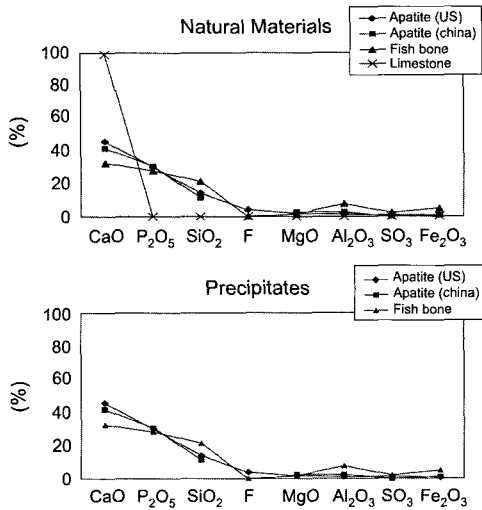 Natural Materials
Apatite (US)
Apatite (china)
Fish bone
Limestone
100
80
60
40
20
0
(%)
CaO P₂O₅ SiO₂ F MgO Al₂O₃ SO₃ Fe₂O₃
Precipitates
Apatite (US)
Apatite (china)
Fish bone
100
80
60
40
20
0
(%)
CaO P₂O₅ SiO₂ F MgO Al₂O₃ SO₃ Fe₂O₃